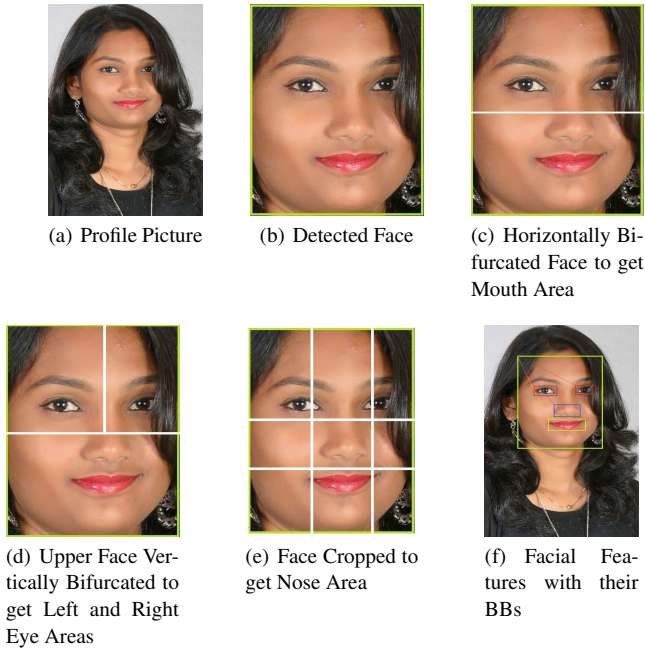 (a) Profile Picture
(b) Detected Face
(c) Horizontally Bi-
furcated Face to get
Mouth Area
(d) Upper Face Ver-
tically Bifurcated to
get Left and Right
Eye Areas
(e) Face Cropped to
get Nose Area
(f) Facial Fea-
tures with their
BBs